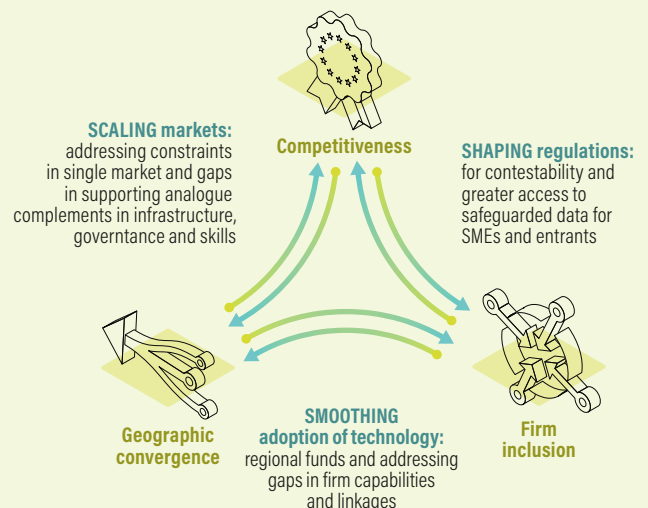 SCALING markets:
addressing constraints
in single market and gaps
in supporting analogue
complements in infrastructure,
governtance and skills
Competitiveness
SHAPING regulations:
for contestability and
greater access to
safeguarded data for
SMEs and entrants
Geographic
convergence
SMOOTHING
adoption of technology:
regional funds and addressing
gaps in firm capabilities
and linkages
Firm
inclusion